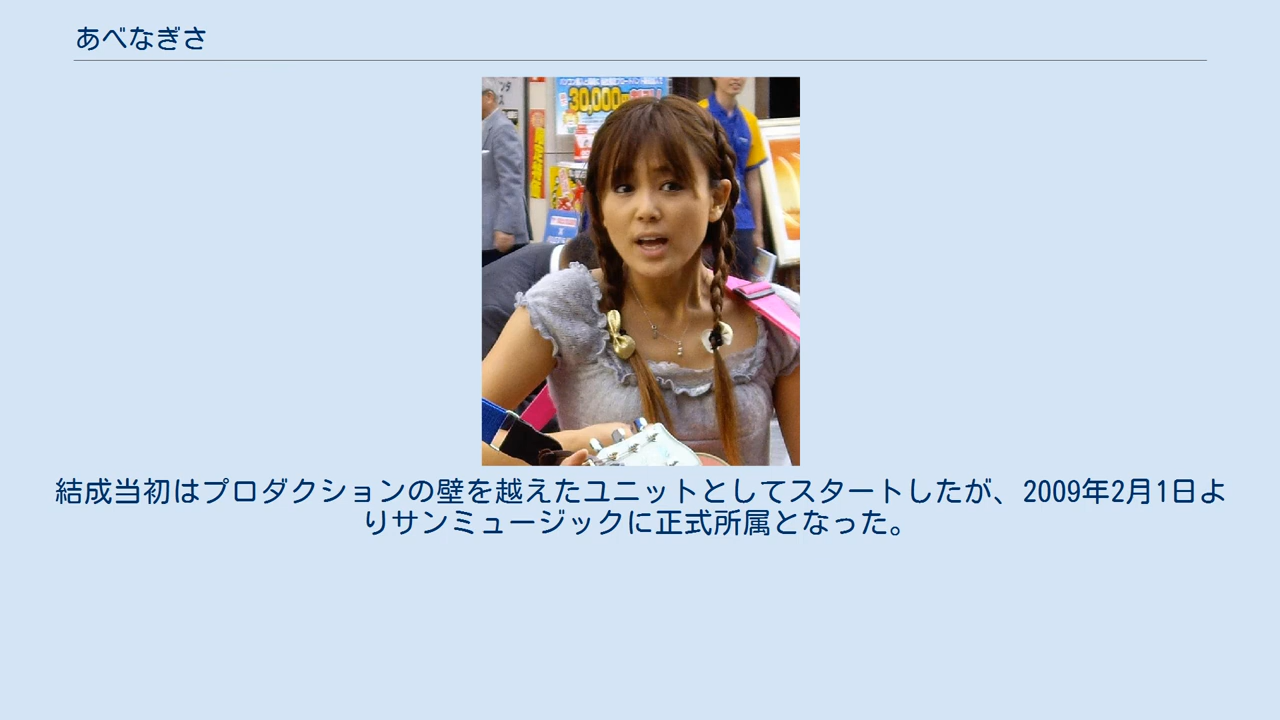 あべなぎさ
30,000
結成当初はプロダクションの壁を越えたユニットとしてスタートしたが、2009年2月1日よ
りサンミュージックに正式所属となった。